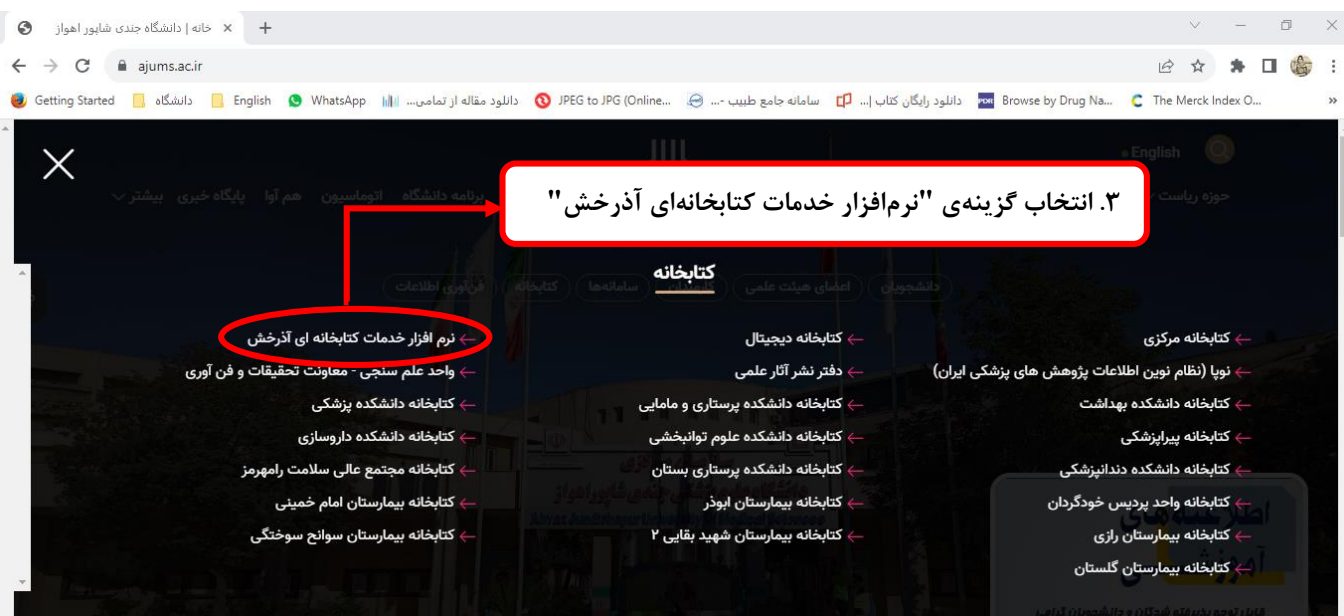 خانه | دانشگاه جندی شاپور اهواز
ajums.ac.ir
Getting Started
دانشگاه
English
WhatsApp
دانلود مقاله از تمامی...
JPEG to JPG (Online...
سامانه جامع طبیب -...
دانلود رایگان کتاب |...
Browse by Drug Na...
The Merck Index O...
English
حوزه ریاست
برنامه دانشگاه
اتوماسیون
هم آوا
پایگاه خبری
بیشتر
۳. انتخاب گزینه‌ی "نرم‌افزار خدمات کتابخانه‌ای آذرخش"
کتابخانه
دانشجویان
اعضای هیئت علمی
کارمندان
سامانه‌ها
کتابخانه
فن‌آوری اطلاعات
← کتابخانه مرکزی
← نوپا (نظام نوین اطلاعات پژوهش های پزشکی ایران)
← کتابخانه دانشکده بهداشت
← کتابخانه پیراپزشکی
← کتابخانه دانشکده دندانپزشکی
← کتابخانه واحد پردیس خودگردان
← کتابخانه بیمارستان رازی
← کتابخانه بیمارستان گلستان
← کتابخانه دیجیتال
← دفتر نشر آثار علمی
← کتابخانه دانشکده پرستاری و مامایی
← کتابخانه دانشکده علوم توانبخشی
← کتابخانه دانشکده پرستاری بستان
← کتابخانه بیمارستان ابوذر
← کتابخانه بیمارستان شهید بقایی ۲
← نرم افزار خدمات کتابخانه ای آذرخش
← واحد علم سنجی - معاونت تحقیقات و فن آوری
← کتابخانه دانشکده پزشکی
← کتابخانه دانشکده داروسازی
← کتابخانه مجتمع عالی سلامت رامهرمز
← کتابخانه بیمارستان امام خمینی
← کتابخانه بیمارستان سوانح سوختگی
اطلاعیه‌های
آموزشی